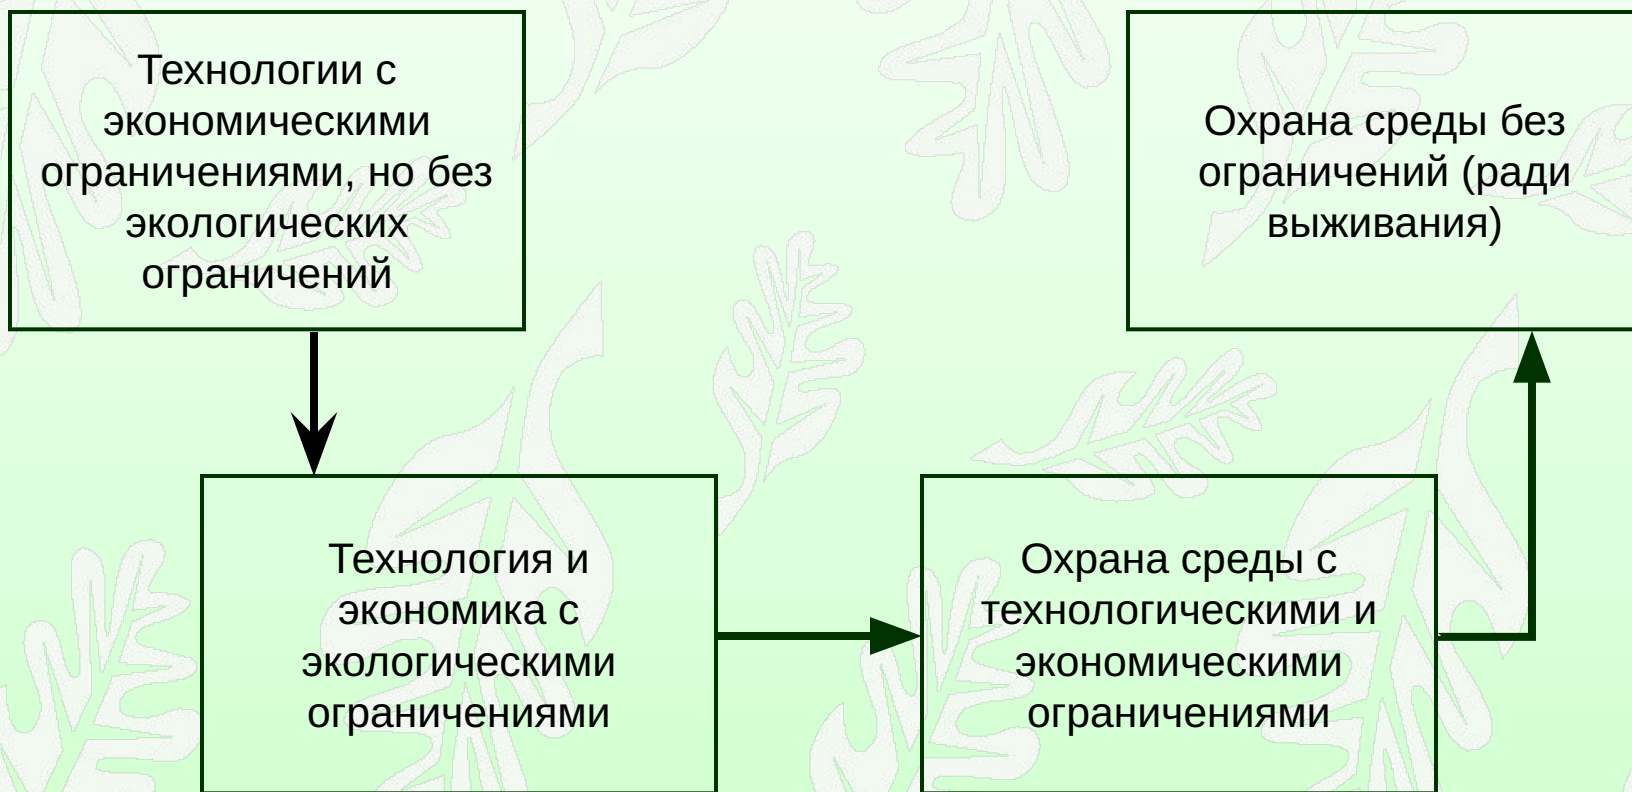 Технологии с
экономическими
ограничениями, но без
экологических
ограничений
Технология и
экономика с
экологическими
ограничениями
Охрана среды с
технологическими и
экономическими
ограничениями
Охрана среды без
ограничений (ради
выживания)